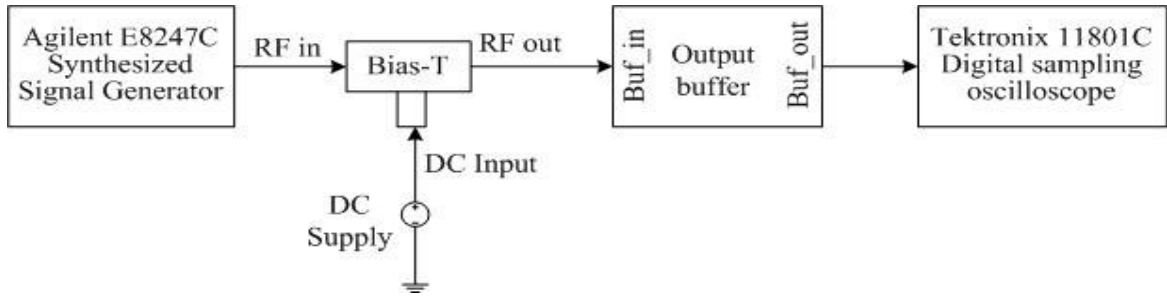 Agilent E8247C
Synthesized
Signal Generator
RF in
Bias-T
RF out
Buf_in
Output
buffer
Buf_out
Tektronix 11801C
Digital sampling
oscilloscope
DC Input
DC
Supply
+
-